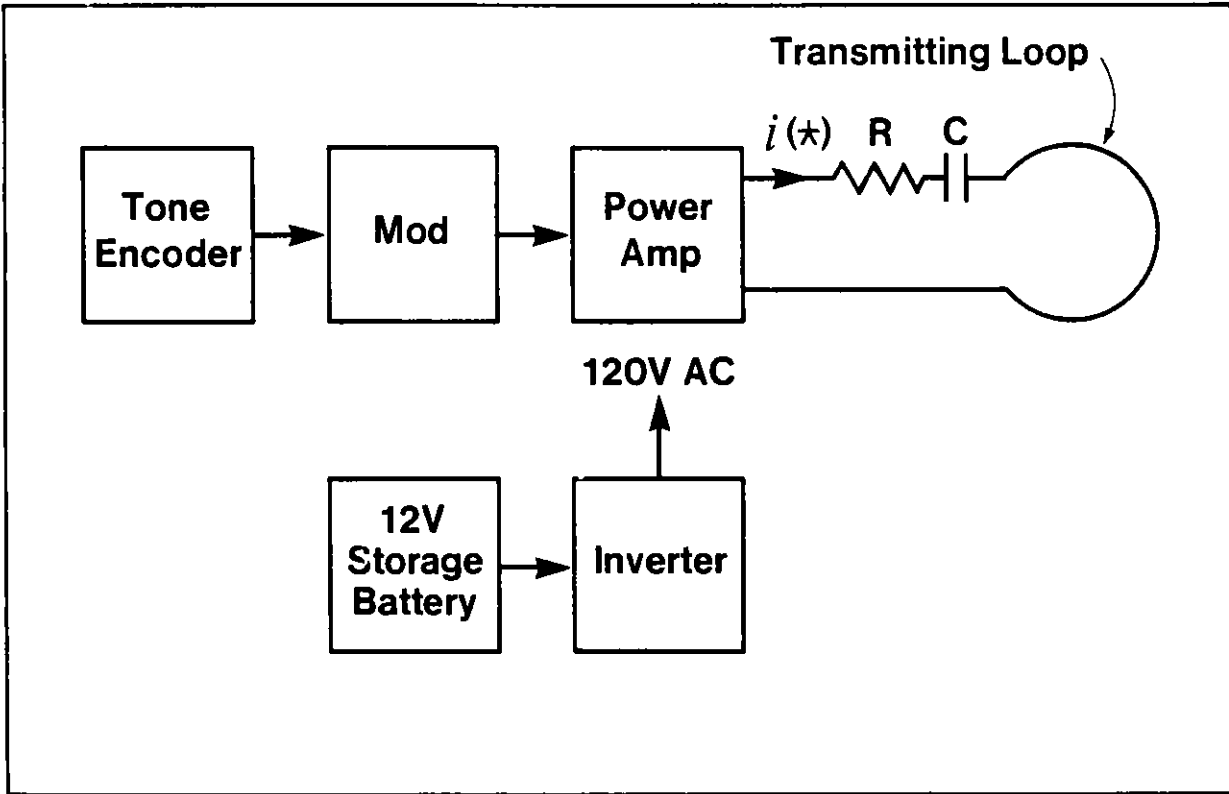 Transmitting Loop
i(★) R C
Tone
Encoder
Mod
Power
Amp
120V AC
12V
Storage
Battery
Inverter